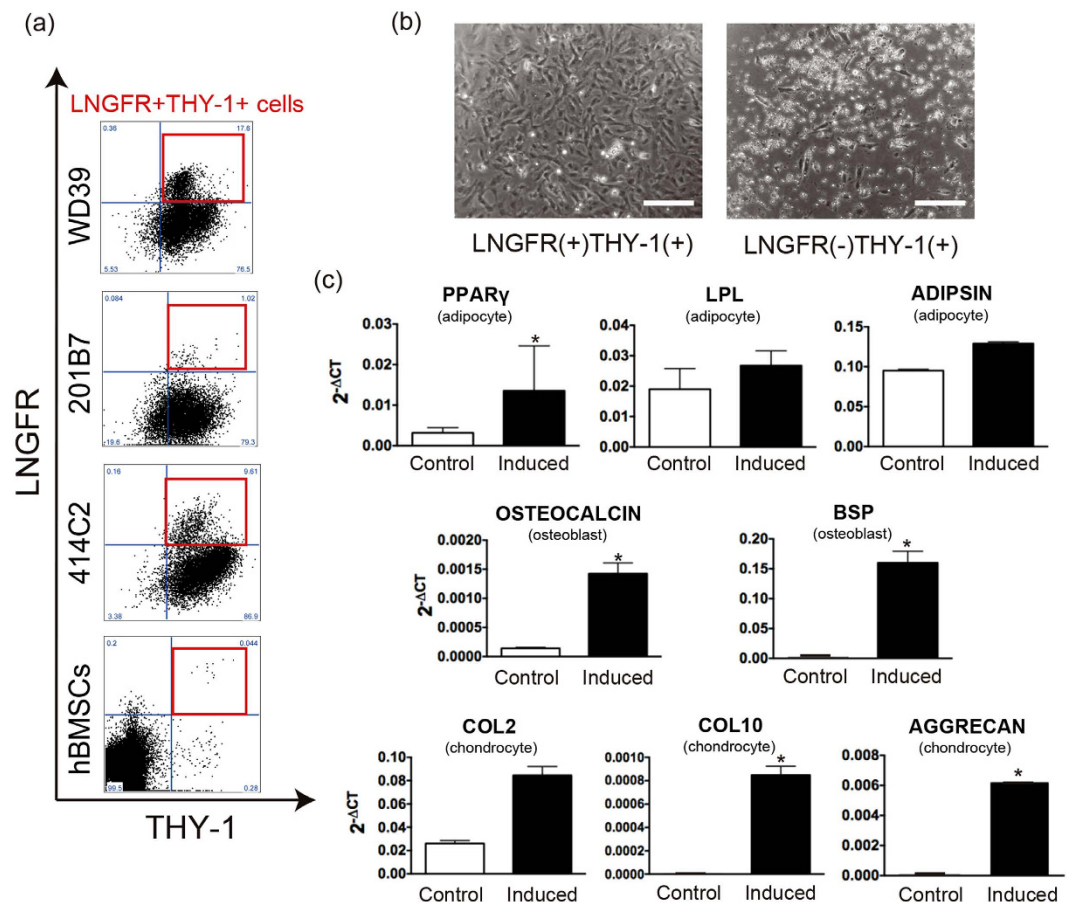 (a)
LNGFR+THY-1+ cells
LNGFR
WD39
0.36
17.6
5.53
76.5
201B7
0.084
1.02
19.6
79.3
414C2
0.16
9.61
3.38
86.9
hBMSCs
0.2
0.044
99.5
0.28
THY-1
(b)
LNGFR(+)THY-1(+)
LNGFR(-)THY-1(+)
(c)
PPARγ
(adipocyte)
2-ΔCT
0.03
0.02
0.01
0.00
*
Control
Induced
LPL
(adipocyte)
0.04
0.03
0.02
0.01
0.00
Control
Induced
ADIPSIN
(adipocyte)
0.15
0.10
0.05
0.00
Control
Induced
OSTEOCALCIN
(osteoblast)
2-ΔCT
0.0020
0.0015
0.0010
0.0005
0.0000
*
Control
Induced
BSP
(osteoblast)
0.20
0.15
0.10
0.05
0.00
*
Control
Induced
COL2
(chondrocyte)
2-ΔCT
0.10
0.08
0.06
0.04
0.02
0.00
Control
Induced
COL10
(chondrocyte)
0.0010
0.0008
0.0006
0.0004
0.0002
0.0000
*
Control
Induced
AGGRECAN
(chondrocyte)
0.008
0.006
0.004
0.002
0.000
*
Control
Induced